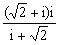 ((√2 + i)i)/(i + √2)